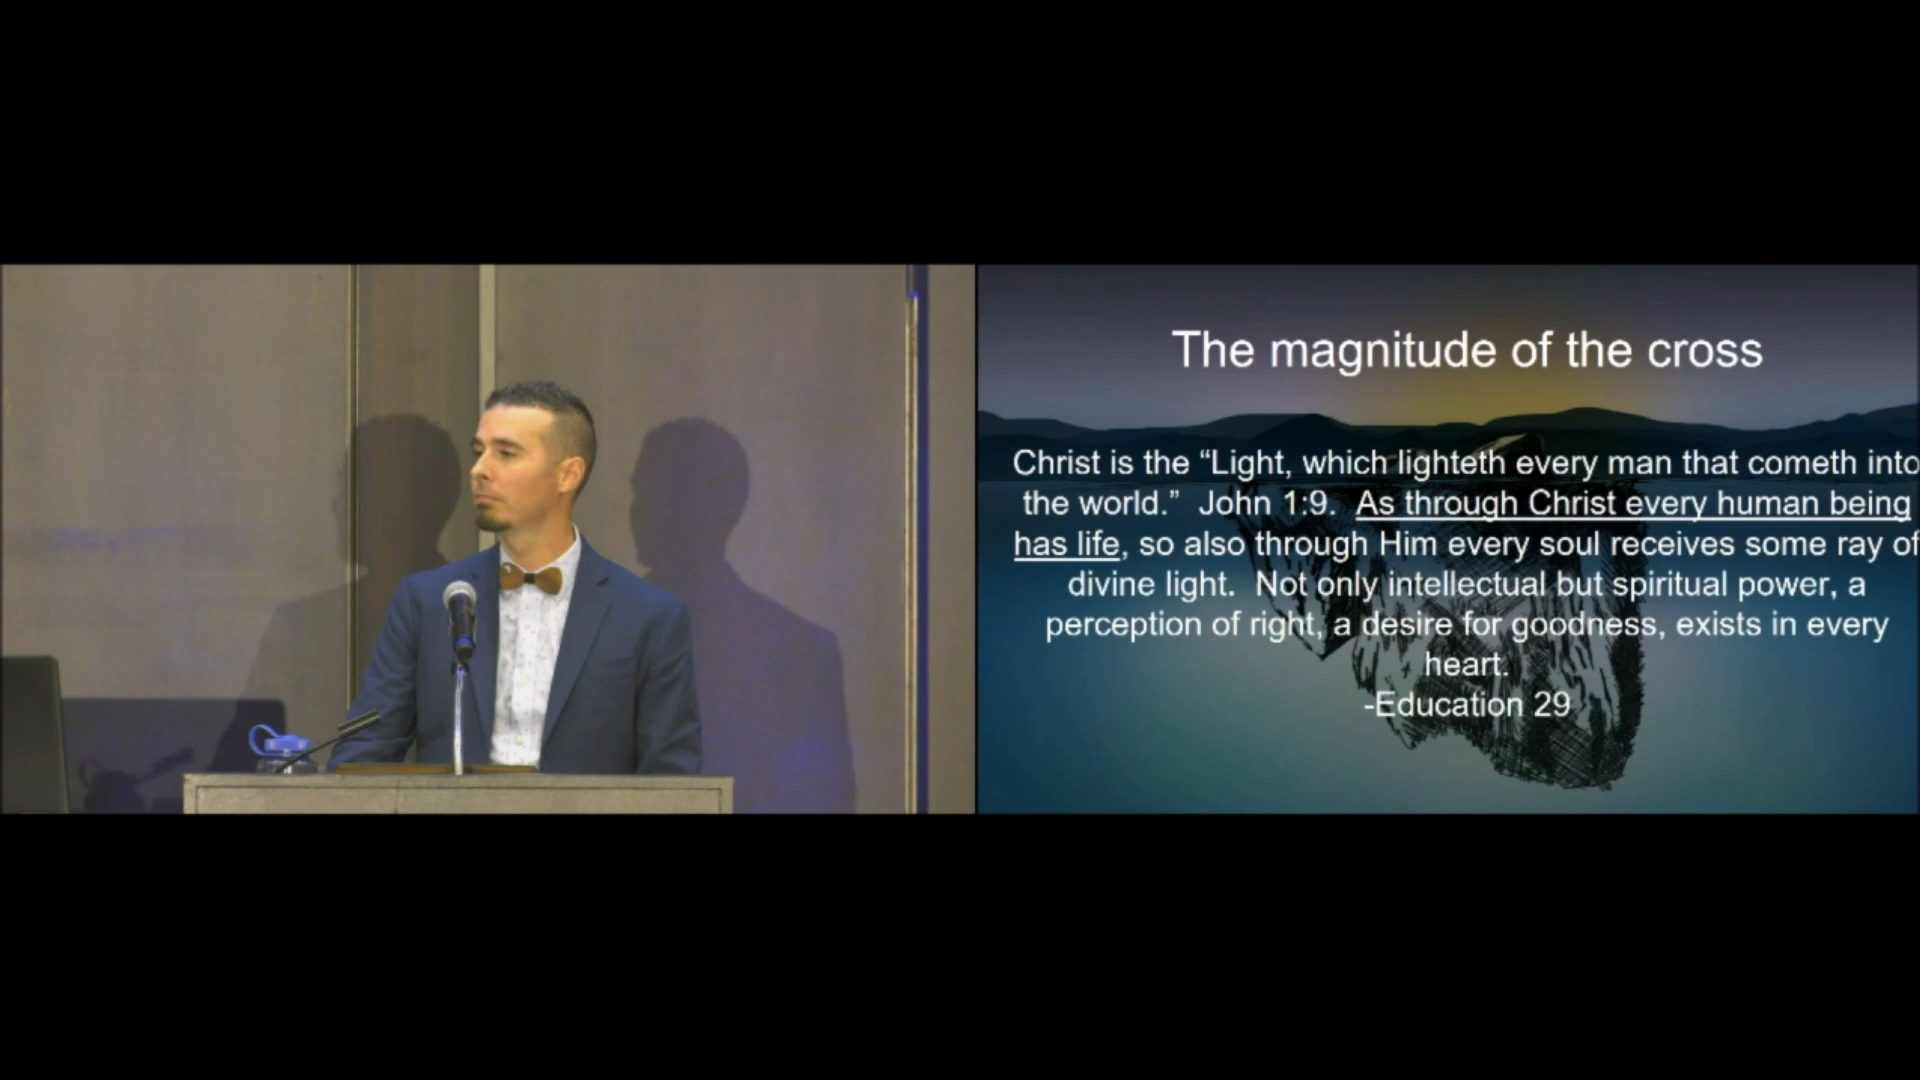 The magnitude of the cross
Christ is the “Light, which lighteth every man that cometh into
the world.”  John 1:9.  As through Christ every human being
has life, so also through Him every soul receives some ray of
divine light.  Not only intellectual but spiritual power, a
perception of right, a desire for goodness, exists in every
heart.
-Education 29